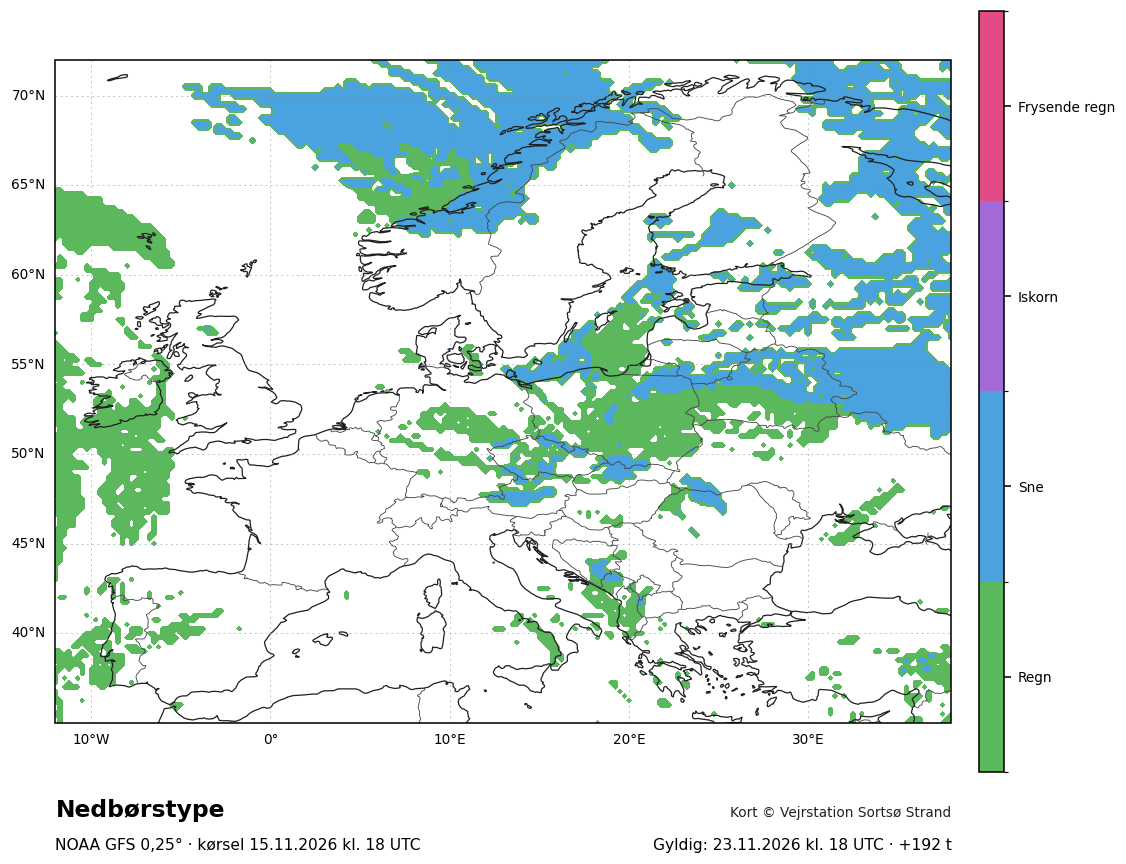 Frysende regn
Iskorn
Sne
Regn
70°N
65°N
60°N
55°N
50°N
45°N
40°N
10°W
0°
10°E
20°E
30°E
Nedbørstype
Kort © Vejrstation Sortsø Strand
NOAA GFS 0,25° · kørsel 15.11.2026 kl. 18 UTC
Gyldig: 23.11.2026 kl. 18 UTC · +192 t